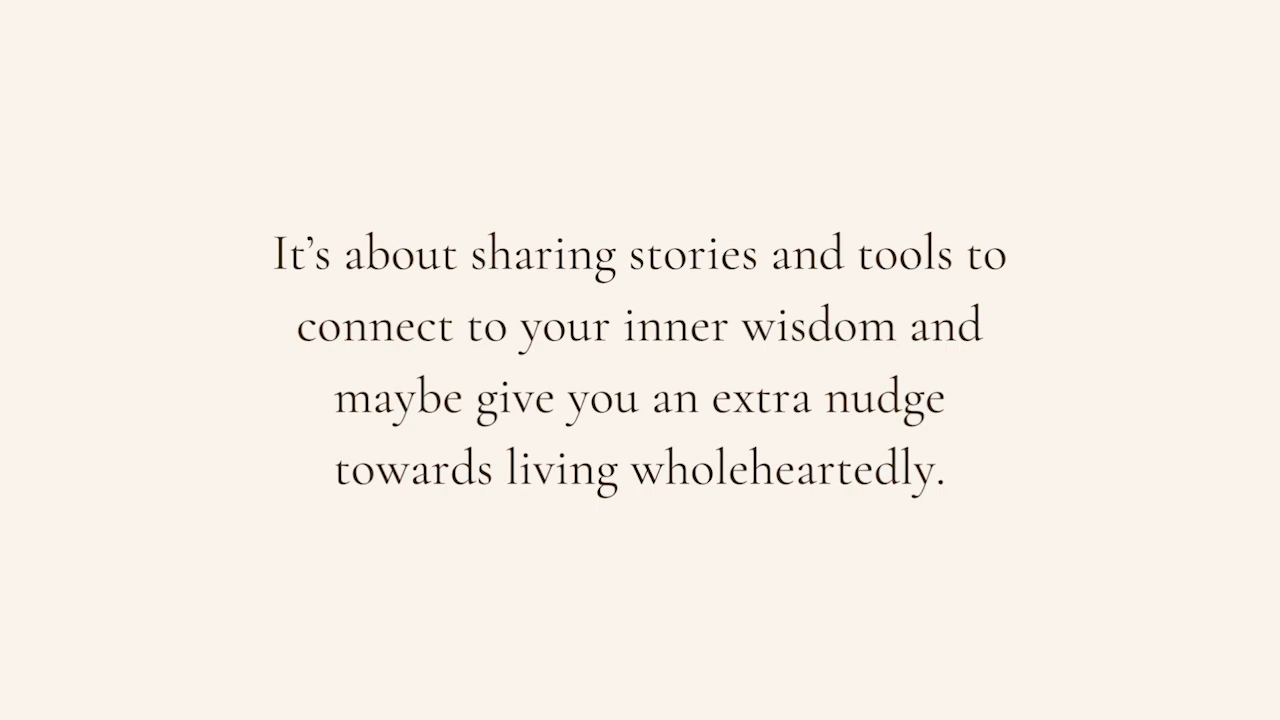 It’s about sharing stories and tools to
connect to your inner wisdom and
maybe give you an extra nudge
towards living wholeheartedly.